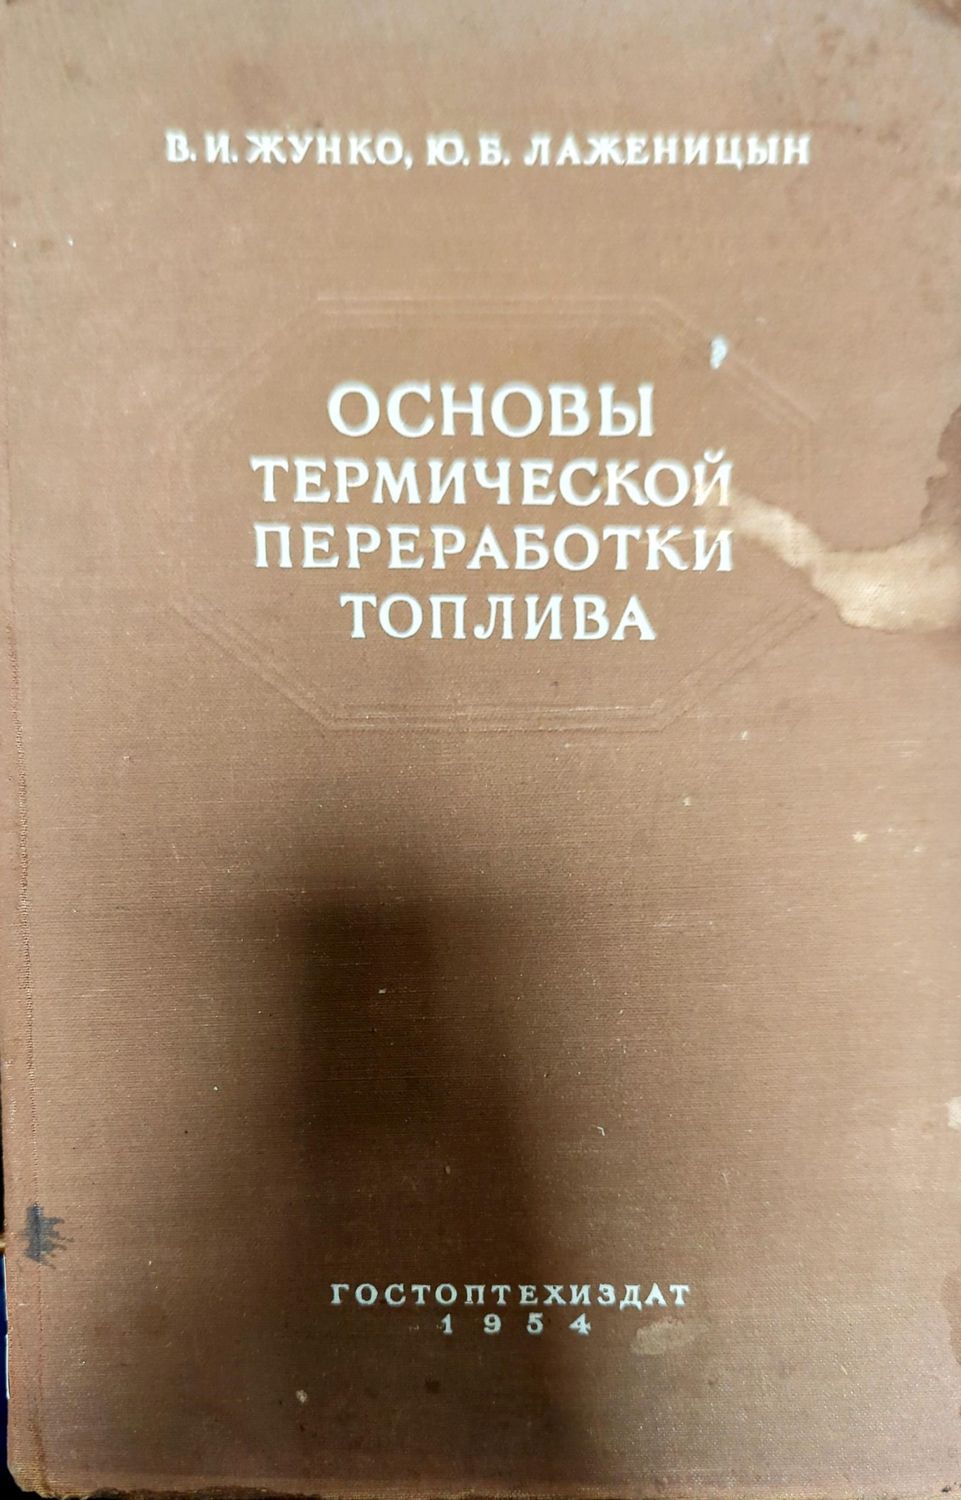 В. И. ЖУНКО, Ю. Б. ЛАЖЕНИЦЫН
ОСНОВЫ
ТЕРМИЧЕСКОЙ
ПЕРЕРАБОТКИ
ТОПЛИВА
ГОСТОПТЕХИЗДАТ
1954